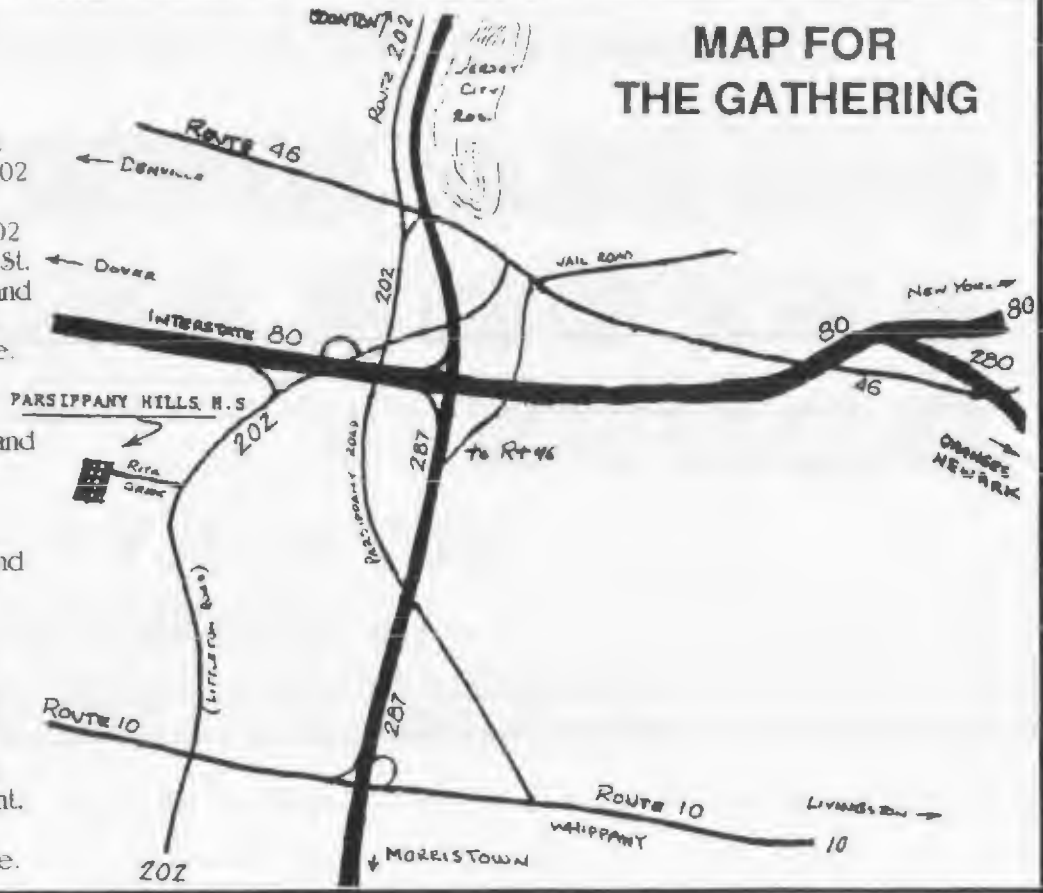 MAP FOR
THE GATHERING
BOONTON
ROUTE 202
JERSEY
CITY
RES.
ROUTE 46
DENVILLE
02
02
St.
DOVER
nd
JAIL ROAD
NEW YORK
80
202
INTERSTATE 80
80
e.
280
46
PARSIPPANY HILLS, H.S
202
and
RITA
DRIVE
PARSIPPANY ROAD
287
to Rt 46
ORANGES
NEWARK
nd
(LITTLETON ROAD)
287
ROUTE 10
ROUTE 10
LIVINGSTON
WHIPPANY
10
nt.
MORRISTOWN
202
e.